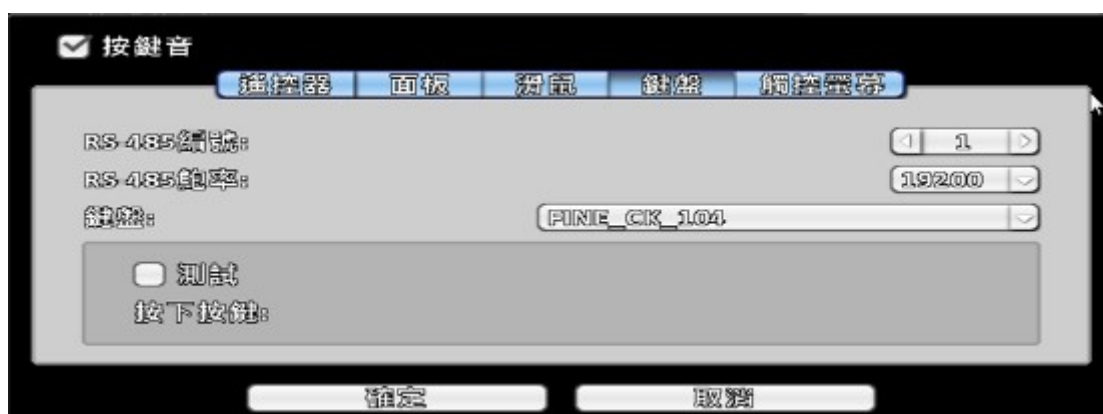 按鍵音
遙控器 面板 滑鼠 鍵盤 觸控螢幕
RS-485編號: 1
RS-485鮑率: 19200
鍵盤: FINE_CK_104
測試
按下按鍵:
確定 取消